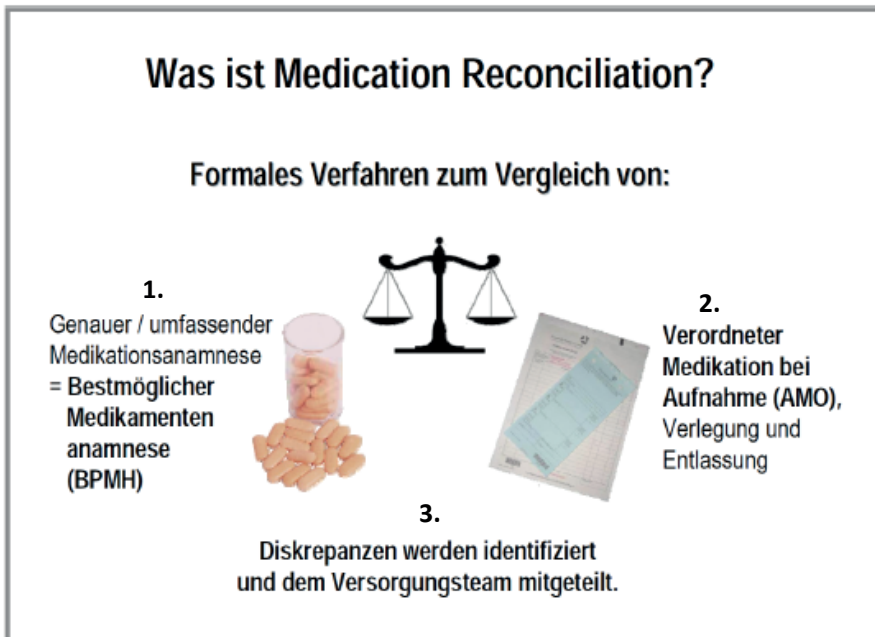 Was ist Medication Reconciliation?
Formales Verfahren zum Vergleich von:
1.
Genauer / umfassender
Medikationsanamnese
= Bestmöglicher
Medikamenten
anamnese
(BPMH)
2.
Verordneter
Medikation bei
Aufnahme (AMO),
Verlegung und
Entlassung
3.
Diskrepanzen werden identifiziert
und dem Versorgungsteam mitgeteilt.